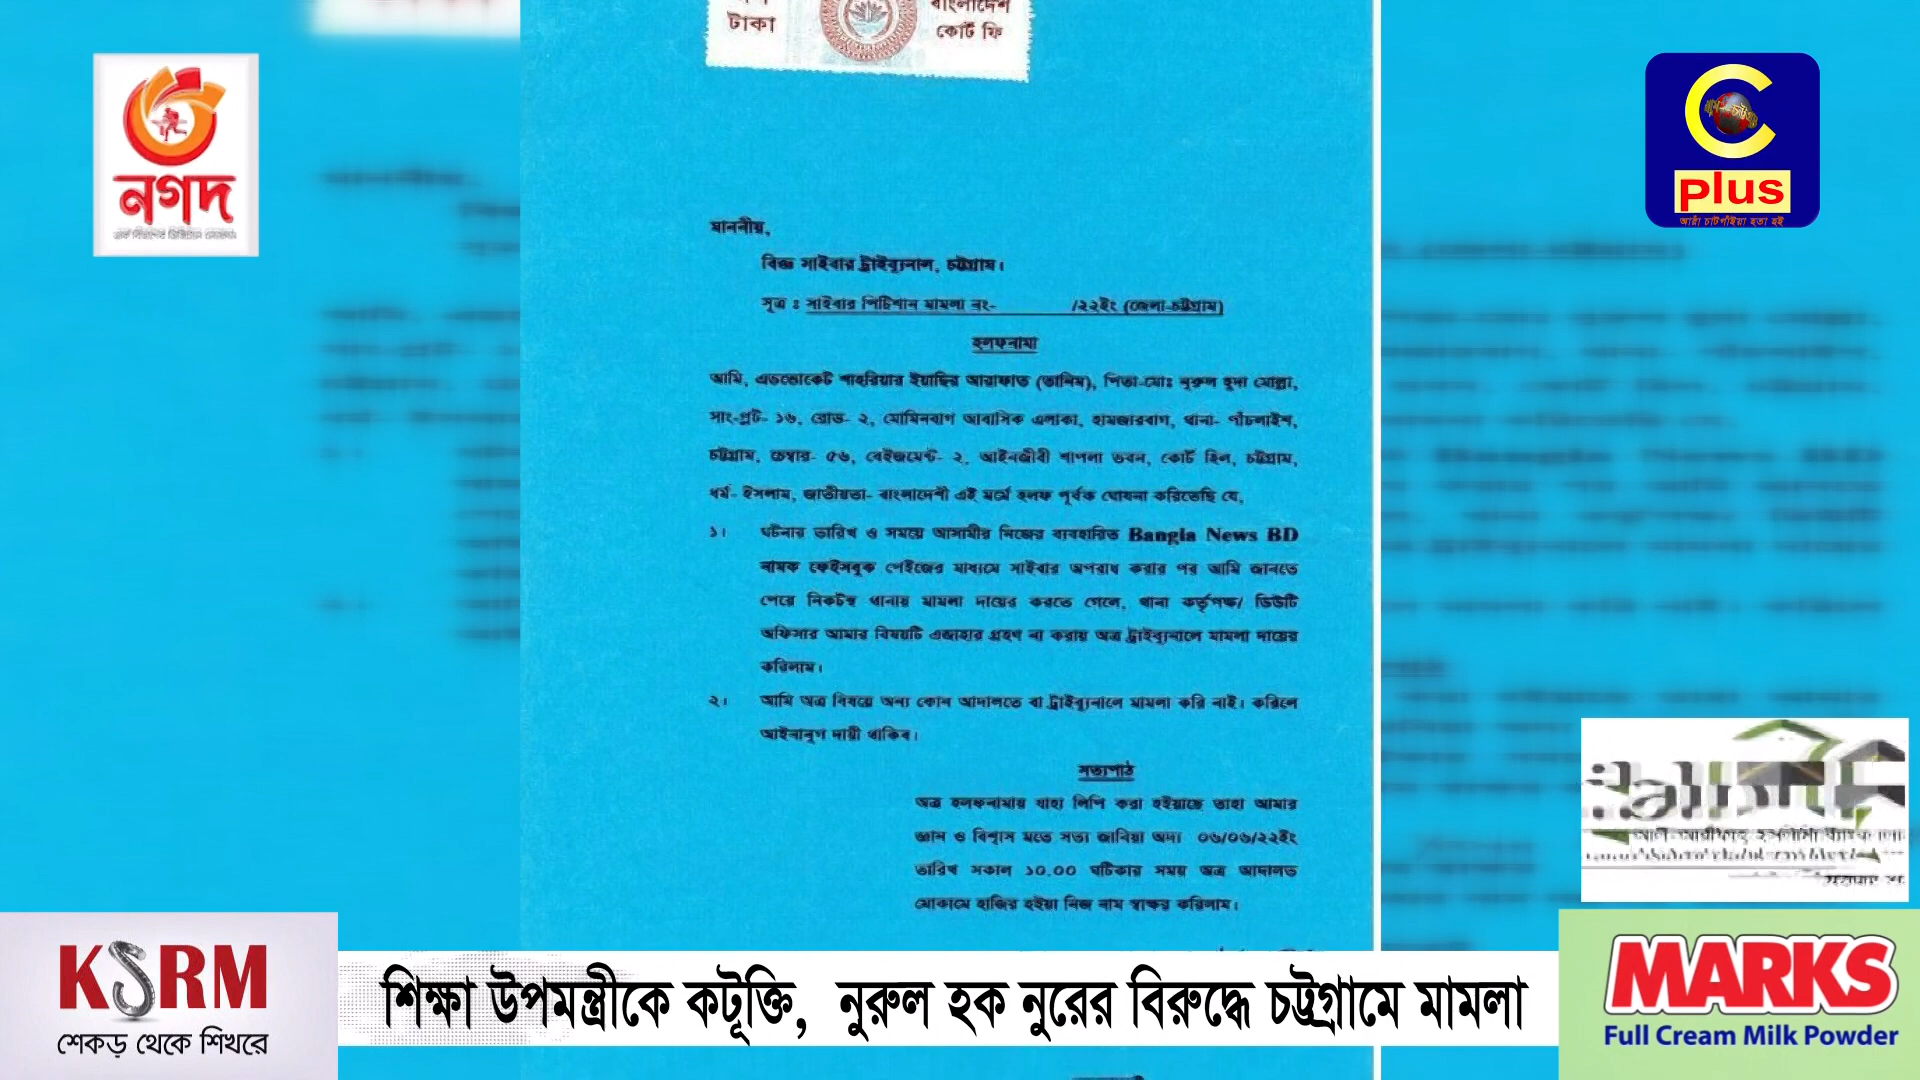 টাকা
বাংলাদেশ
কোর্ট ফি
নগদ
C
plus
আঁরা চাটগাঁইয়া হতা হই
মাননীয়,
বিজ্ঞ সাইবার ট্রাইব্যুনাল, চট্টগ্রাম।
সূত্র ঃ সাইবার পিটিশান মামলা নং- /২২ইং (জেলা-চট্টগ্রাম)
হলফনামা
আমি, এডভোকেট শাহরিয়ার ইয়াছির আরাফাত (তানিম), পিতা-মোঃ নূরুল হুদা মোল্লা,
সাং-প্লট- ১৬, রোড- ২, মোমিনবাগ আবাসিক এলাকা, হামজারবাগ, থানা- পাঁচলাইশ,
চট্টগ্রাম, চেম্বার- ৫৬, বেইজমেন্ট- ২, আইনজীবী শাপলা ভবন, কোর্ট হিল, চট্টগ্রাম,
ধর্ম- ইসলাম, জাতীয়তা- বাংলাদেশী এই মর্মে হলফ পূর্বক ঘোষনা করিতেছি যে,
১। ঘটনার তারিখ ও সময়ে আসামীর নিজের ব্যবহারিত Bangla News BD
নামক ফেইসবুক পেইজের মাধ্যমে সাইবার অপরাধ করার পর আমি জানতে
পেরে নিকটস্থ থানায় মামলা দায়ের করতে গেলে, থানা কর্তৃপক্ষ/ ডিউটি
অফিসার আমার বিষয়টি এজাহার গ্রহণ না করায় অত্র ট্রাইব্যুনালে মামলা দায়ের
করিলাম।
২। আমি অত্র বিষয়ে অন্য কোন আদালতে বা ট্রাইব্যুনালে মামলা করি নাই। করিলে
আইনানুগ দায়ী থাকিব।
সত্যপাঠ
অত্র হলফনামায় যাহা লিপি করা হইয়াছে তাহা আমার
জ্ঞান ও বিশ্বাস মতে সত্য জানিয়া অদ্য ০৬/০৬/২২ইং
তারিখ সকাল ১০.০০ ঘটিকার সময় অত্র আদালত
মোকামে হাজির হইয়া নিজ নাম স্বাক্ষর করিলাম।
KSRM
শেকড় থেকে শিখরে
শিক্ষা উপমন্ত্রীকে কটূক্তি, নুরুল হক নুরের বিরুদ্ধে চট্টগ্রামে মামলা
MARKS
Full Cream Milk Powder